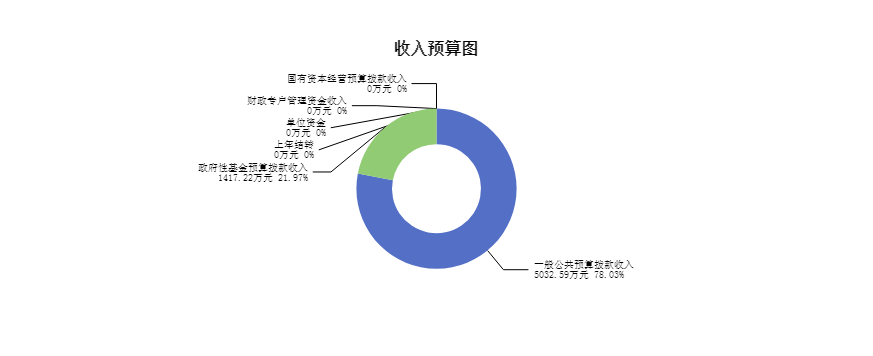 收入预算图
国有资本经营预算拨款收入
0万元 0%
财政专户管理资金收入
0万元 0%
单位资金
0万元 0%
上年结转
0万元 0%
政府性基金预算拨款收入
1417.22万元 21.97%
一般公共预算拨款收入
5032.59万元 78.03%